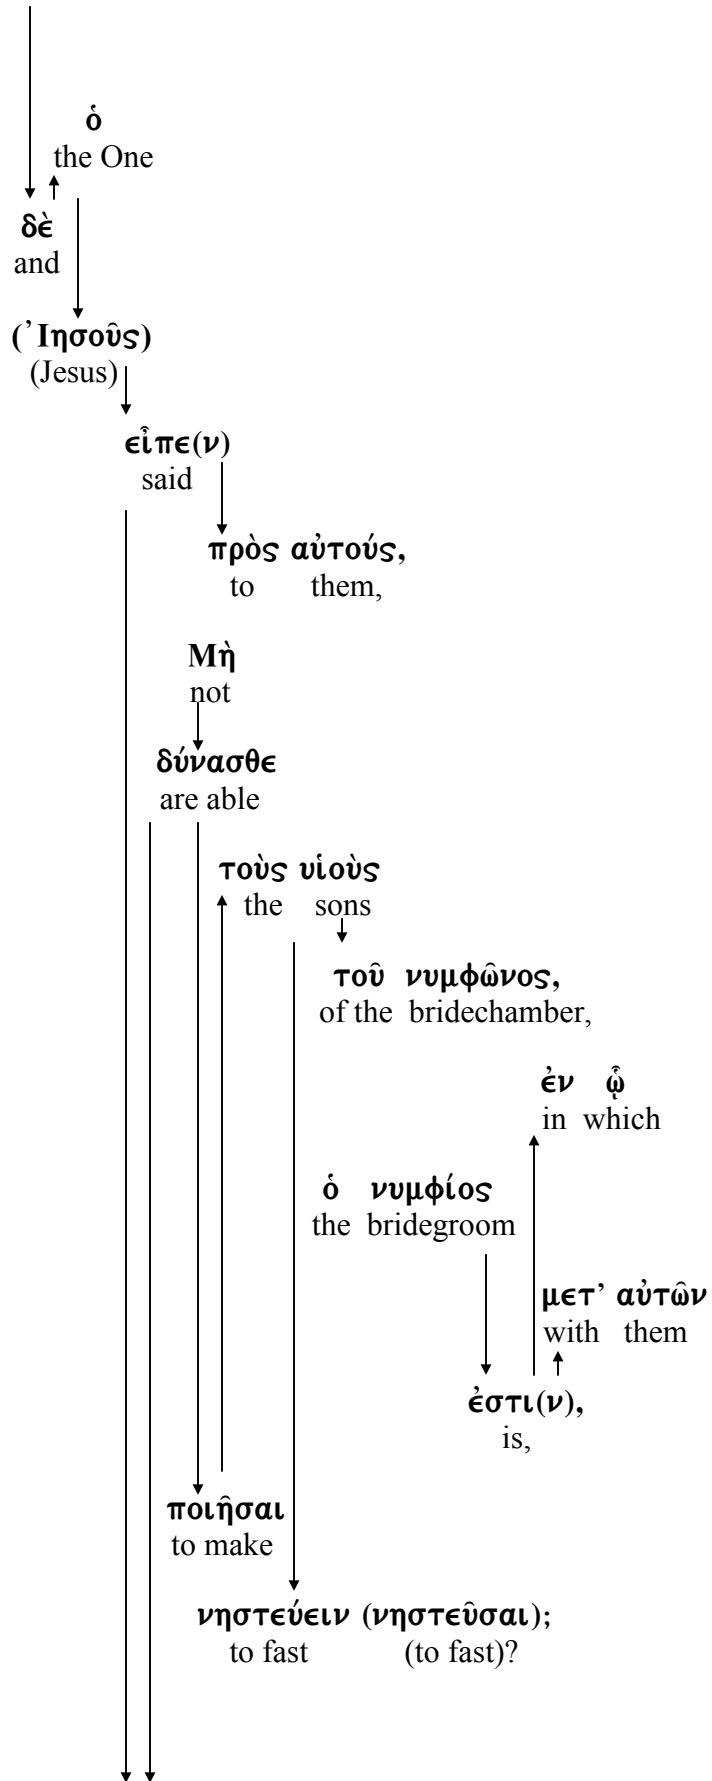 ὁ
the One
δὲ
and
(᾿Ιησοῦς)
(Jesus)
εἶπε(ν)
said
πρὸς αὐτούς,
to them,
Μὴ
not
δύνασθε
are able
τοὺς υἱοὺς
the sons
τοῦ νυμφῶνος,
of the bridechamber,
ἐν ᾧ
in which
ὁ νυμφίος
the bridegroom
μετ’ αὐτῶν
with them
ἐστι(ν),
is,
ποιῆσαι
to make
νηστεύειν (νηστεῦσαι);
to fast (to fast)?